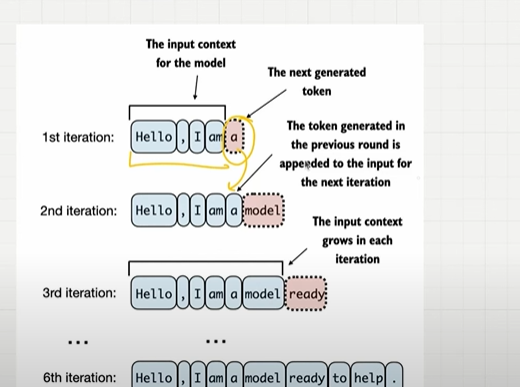 The input context
for the model
The next generated
token
1st iteration: Hello , I am a
The token generated in
the previous round is
appended to the input for
the next iteration
2nd iteration: Hello , I am a model
The input context
grows in each
iteration
3rd iteration: Hello , I am a model ready
... ...
6th iteration: Hello , I am a model ready to help .